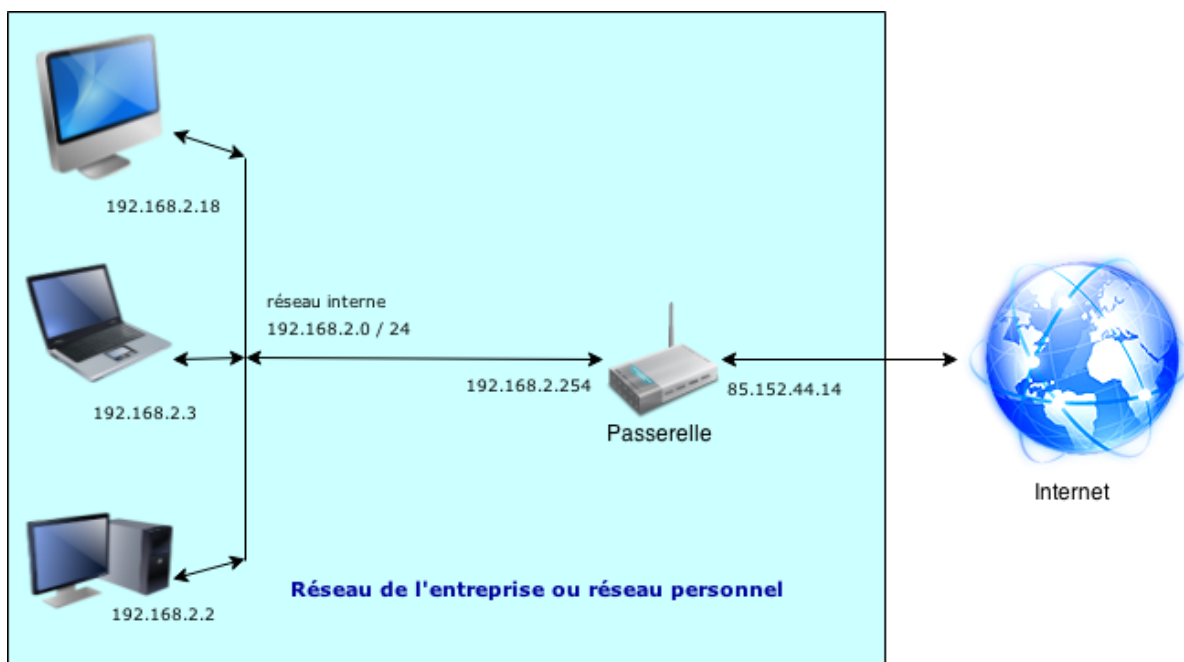 192.168.2.18
réseau interne
192.168.2.0 / 24
192.168.2.3
192.168.2.254
85.152.44.14
Passerelle
Internet
192.168.2.2
Réseau de l'entreprise ou réseau personnel